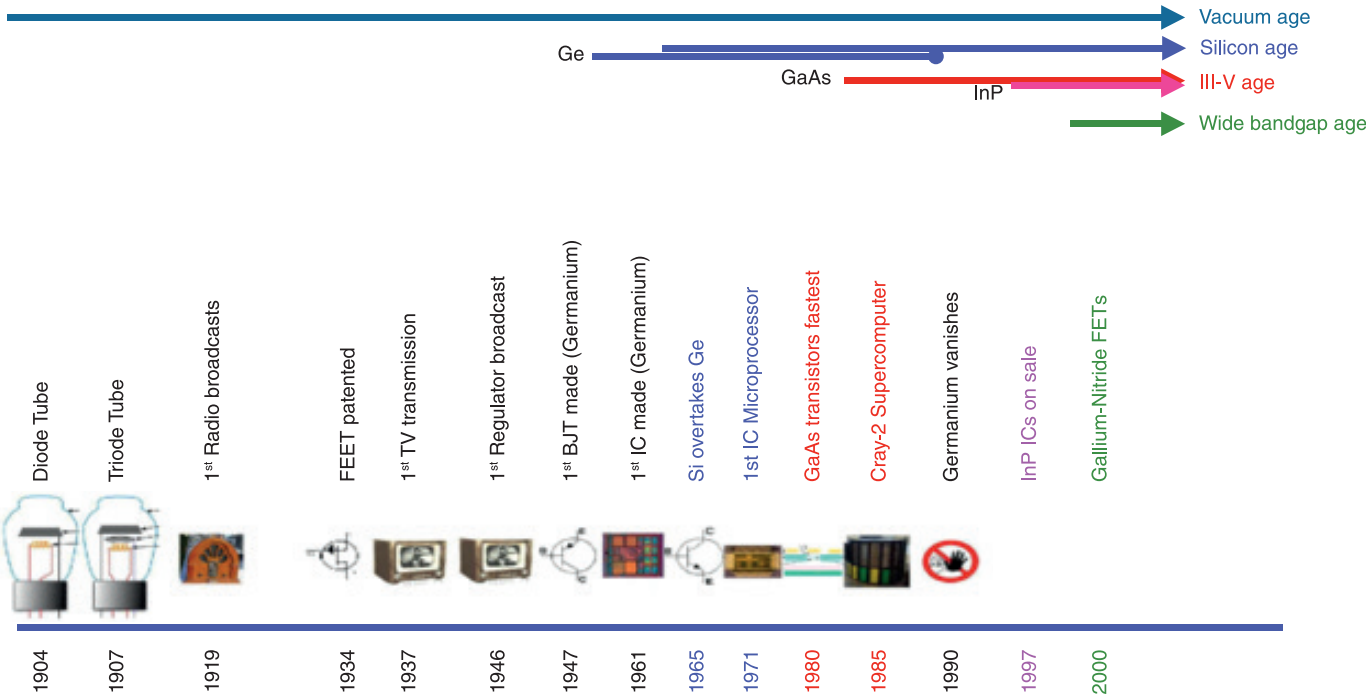 Vacuum age
Silicon age
Ge
GaAs
III-V age
InP
Wide bandgap age
Diode Tube
Triode Tube
1st Radio broadcasts
FEET patented
1st TV transmission
1st Regulator broadcast
1st BJT made (Germanium)
1st IC made (Germanium)
Si overtakes Ge
1st IC Microprocessor
GaAs transistors fastest
Cray-2 Supercomputer
Germanium vanishes
InP ICs on sale
Gallium-Nitride FETs
1904
1907
1919
1934
1937
1946
1947
1961
1965
1971
1980
1985
1990
1997
2000